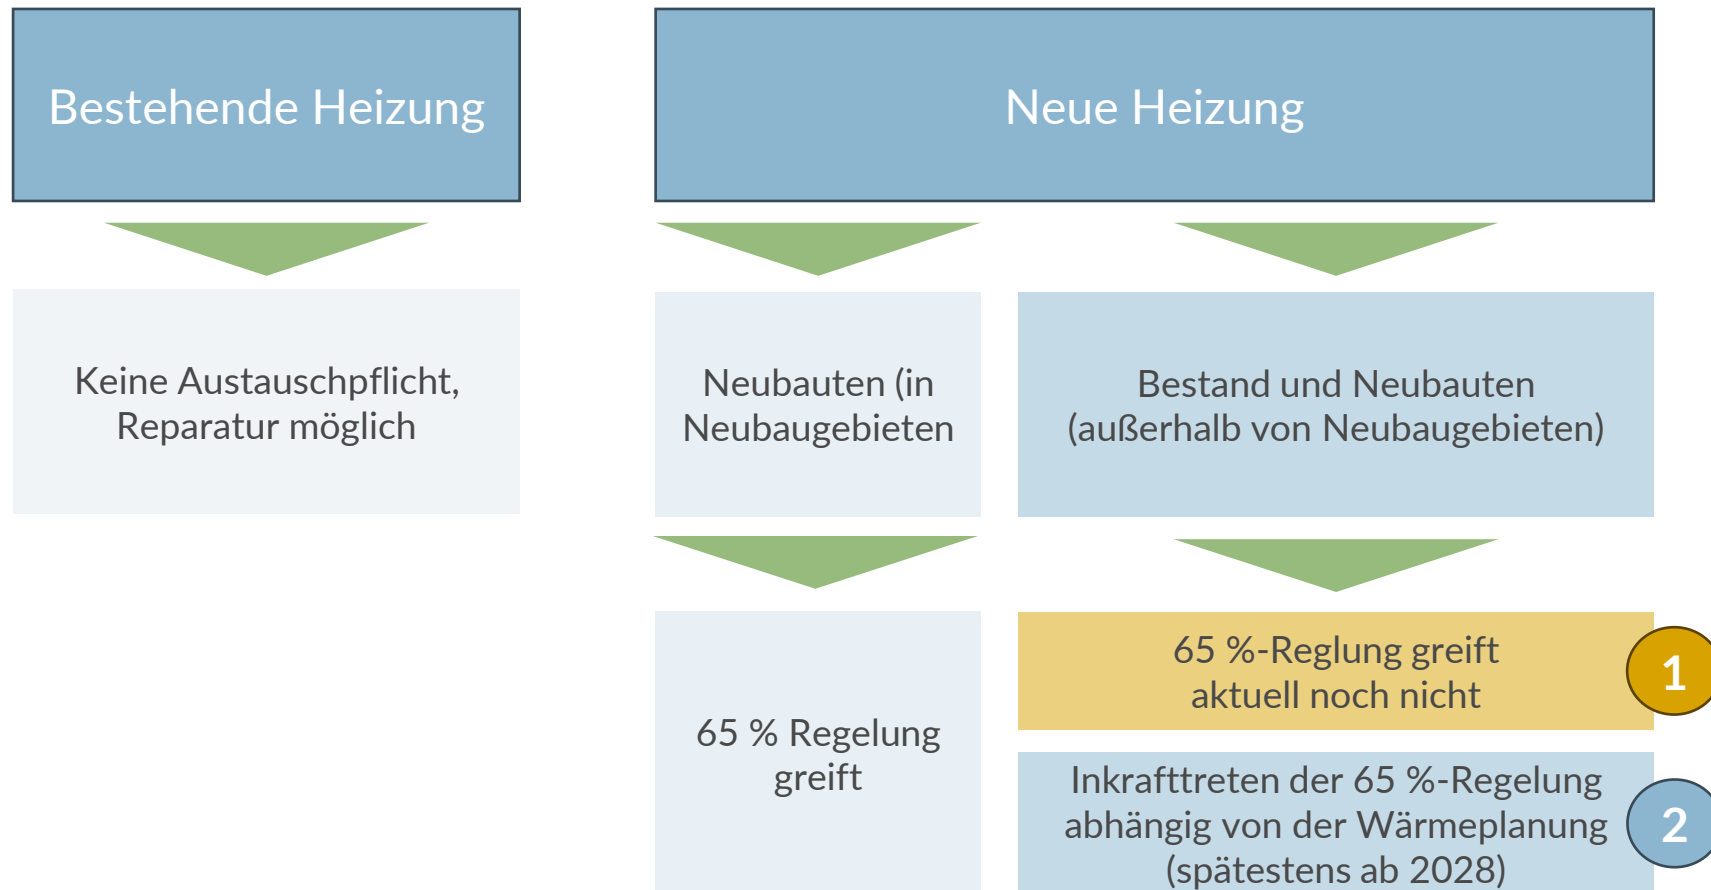 Bestehende Heizung
Neue Heizung
Keine Austauschpflicht,
Reparatur möglich
Neubauten (in
Neubaugebieten
Bestand und Neubauten
(außerhalb von Neubaugebieten)
65 % Regelung
greift
65 %-Reglung greift
aktuell noch nicht
1
Inkrafttreten der 65 %-Regelung
abhängig von der Wärmeplanung
(spätestens ab 2028)
2